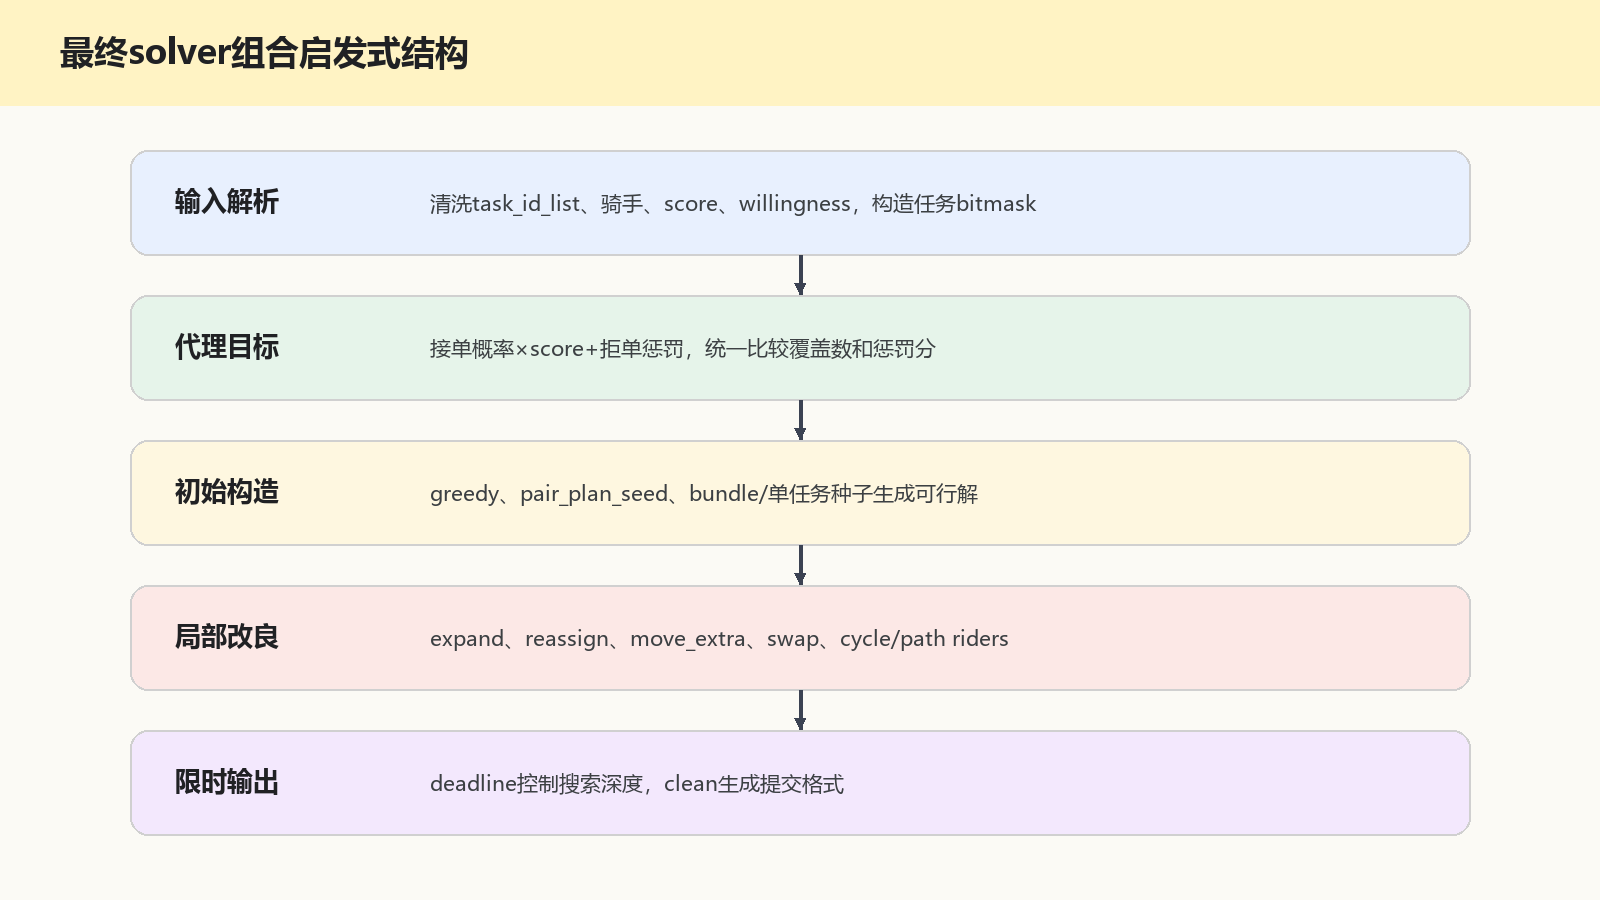 最终solver组合启发式结构
输入解析
清洗task_id_list、骑手、score、willingness，构造任务bitmask
代理目标
接单概率×score+拒单惩罚，统一比较覆盖数和惩罚分
初始构造
greedy、pair_plan_seed、bundle/单任务种子生成可行解
局部改良
expand、reassign、move_extra、swap、cycle/path riders
限时输出
deadline控制搜索深度，clean生成提交格式